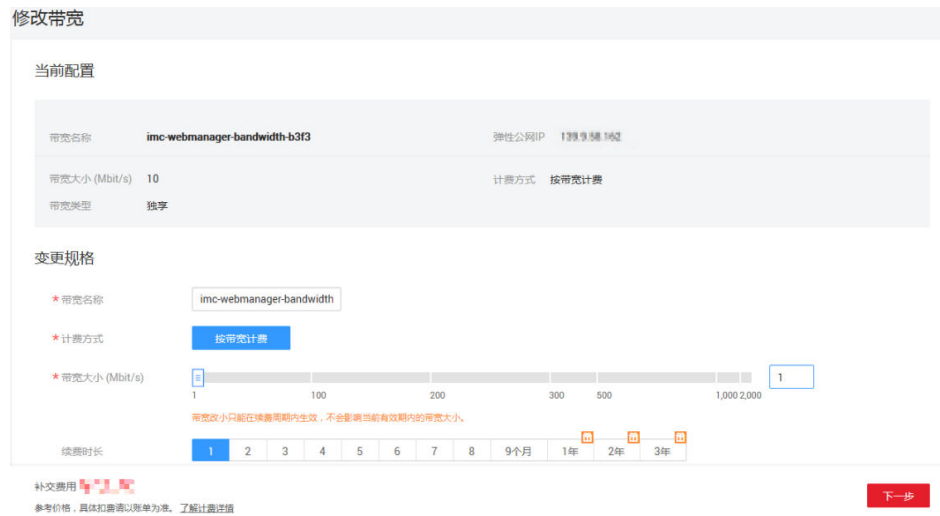 修改带宽
当前配置
带宽名称 imc-webmanager-bandwidth-b3f3 弹性公网IP
带宽大小 (Mbit/s) 10 计费方式 按带宽计费
带宽类型 独享
变更规格
* 带宽名称 imc-webmanager-bandwidth
* 计费方式 按带宽计费
* 带宽大小 (Mbit/s) 1
1 100 200 300 500 1,000 2,000
带宽改小只能在续费周期内生效，不会影响当前有效期内的带宽大小。
续费时长 1 2 3 4 5 6 7 8 9个月 1年 2年 3年
补交费用
下一步
参考价格，具体扣费请以账单为准。 了解计费详情